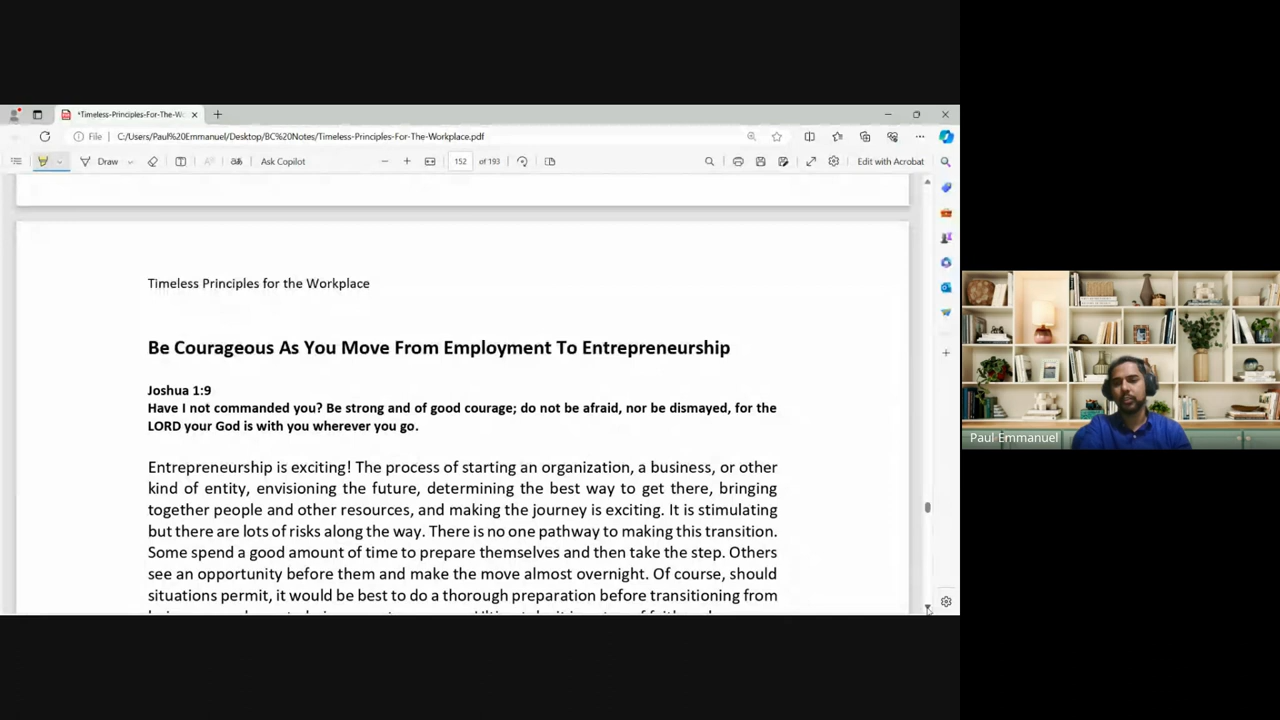 *Timeless-Principles-For-The-Wo
File
C:/Users/Paul%20Emmanuel/Desktop/BC%20Notes/Timeless-Principles-For-The-Workplace.pdf
Draw
Ask Copilot
152 of 193
Edit with Acrobat
Timeless Principles for the Workplace
Be Courageous As You Move From Employment To Entrepreneurship
Joshua 1:9
Have I not commanded you? Be strong and of good courage; do not be afraid, nor be dismayed, for the
LORD your God is with you wherever you go.
Entrepreneurship is exciting! The process of starting an organization, a business, or other
kind of entity, envisioning the future, determining the best way to get there, bringing
together people and other resources, and making the journey is exciting. It is stimulating
but there are lots of risks along the way. There is no one pathway to making this transition.
Some spend a good amount of time to prepare themselves and then take the step. Others
see an opportunity before them and make the move almost overnight. Of course, should
situations permit, it would be best to do a thorough preparation before transitioning from
Paul Emmanuel